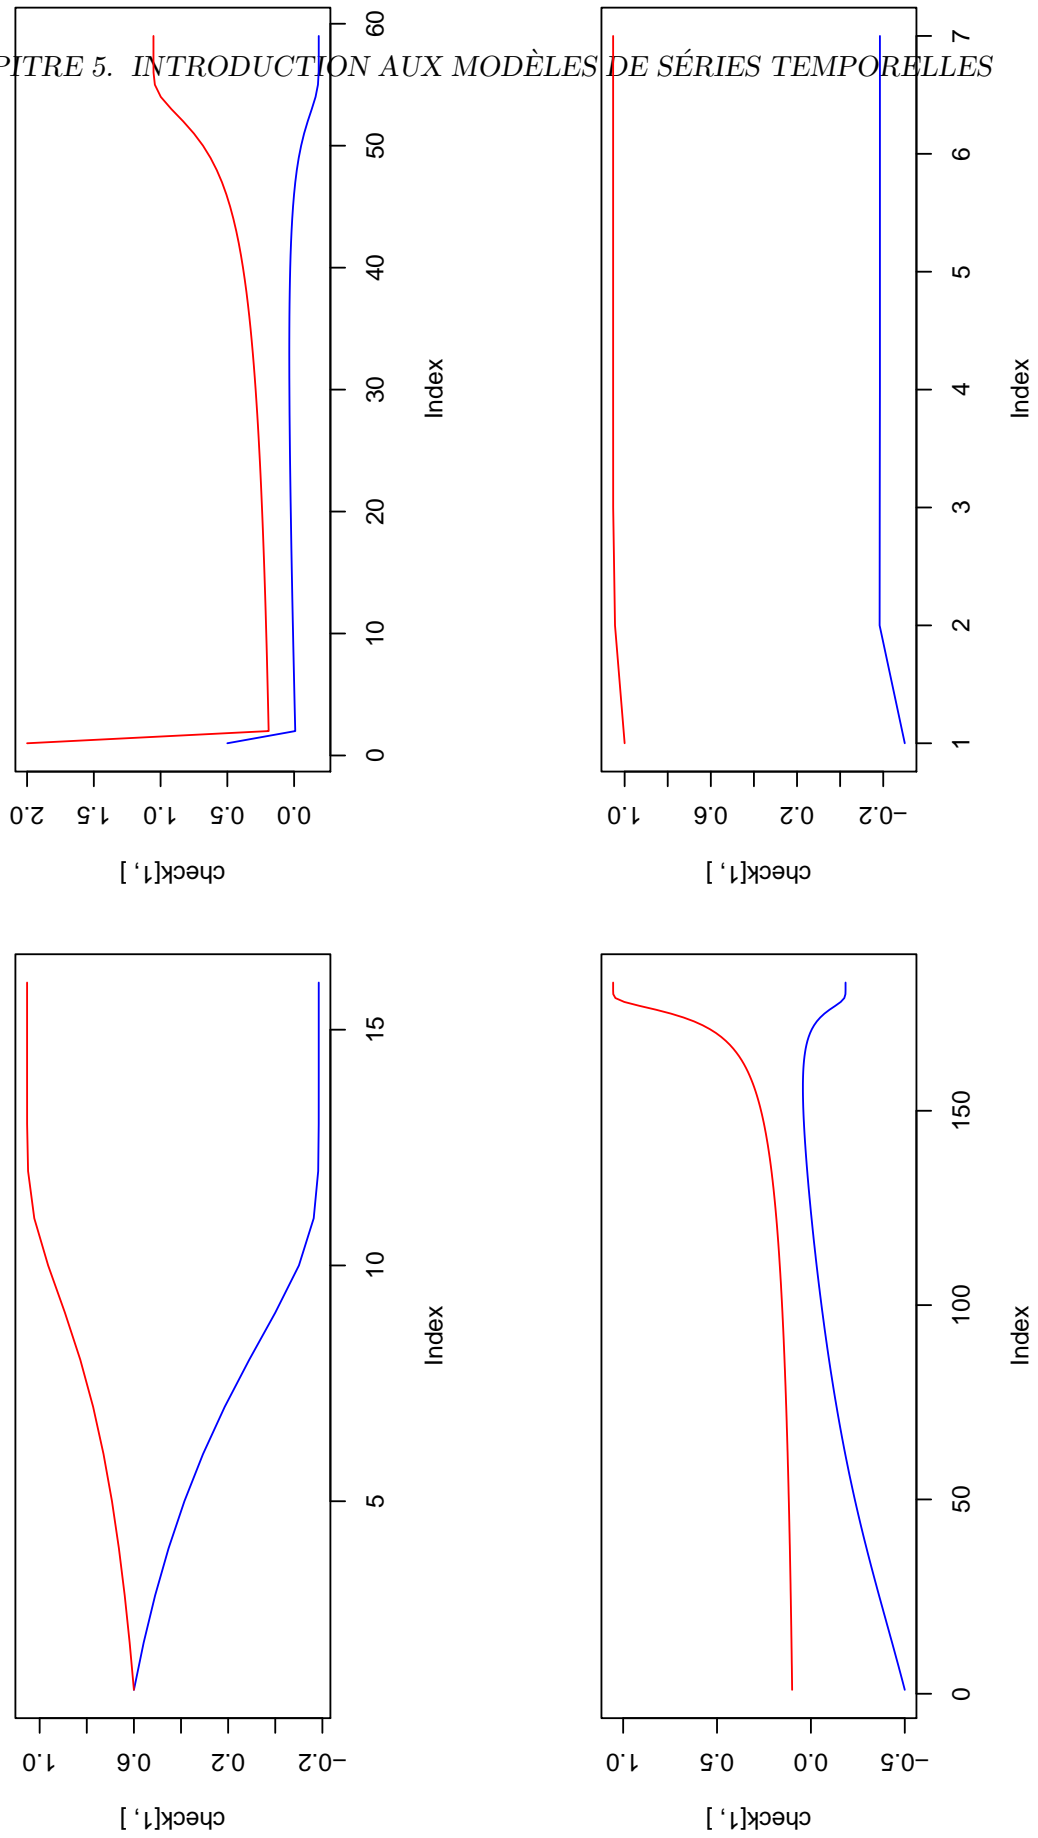 PITRE 5. INTRODUCTION AUX MODÈLES DE SÉRIES TEMPORELLES
0 10 20 30 40 50 60
Index
2.0 1.5 1.0 0.5 0.0
check[1, ]
1 2 3 4 5 6 7
Index
1.0 0.6 0.2 −0.2
check[1, ]
5 10 15
Index
1.0 0.6 0.2 −0.2
check[1, ]
0 50 100 150
Index
1.0 0.5 0.0 −0.5
check[1, ]